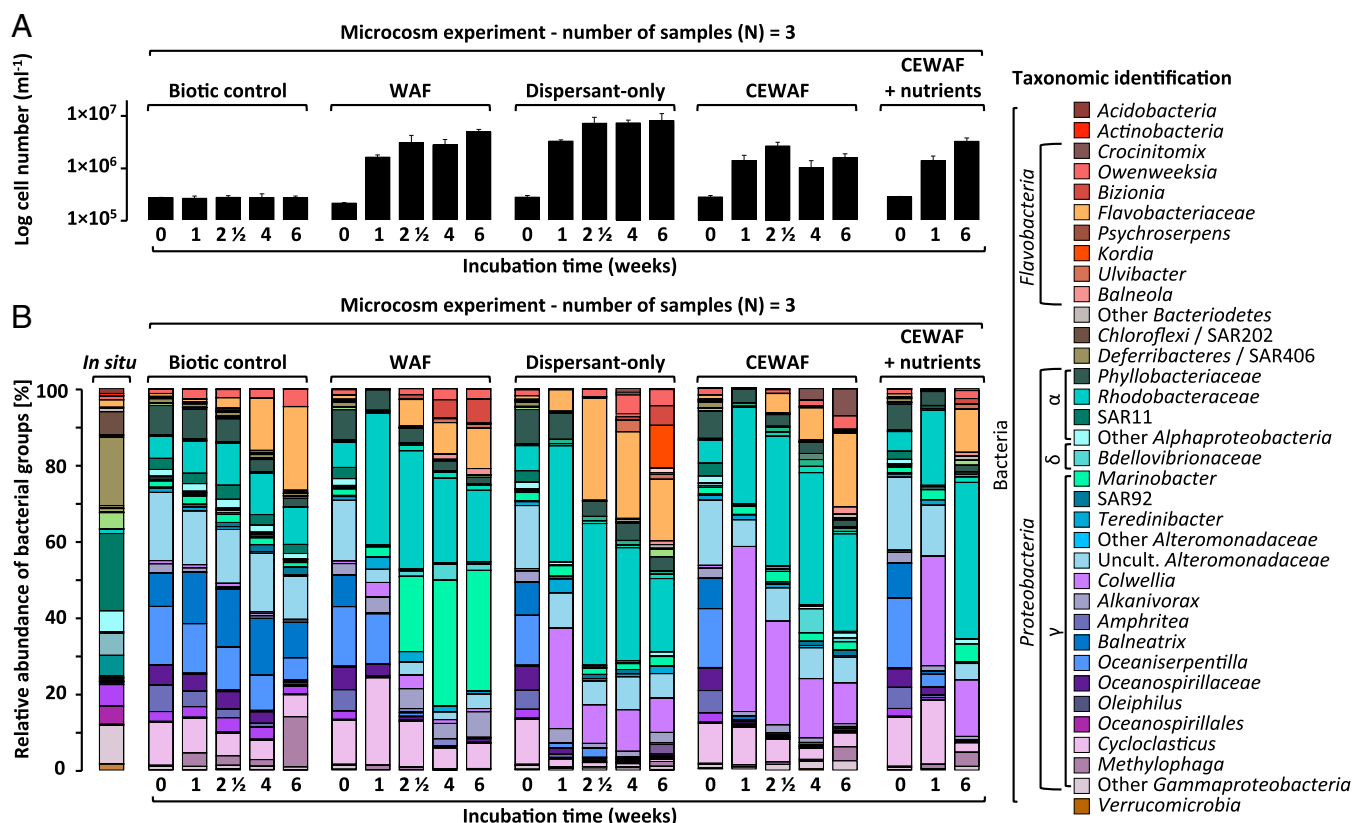 A
Microcosm experiment - number of samples (N) = 3
Biotic control WAF Dispersant-only CEWAF CEWAF + nutrients
Log cell number (ml-1)
1×10⁷
1×10⁶
1×10⁵
0 1 2 ½ 4 6 0 1 2 ½ 4 6 0 1 2 ½ 4 6 0 1 2 ½ 4 6 0 1 6
Incubation time (weeks)
B
Microcosm experiment - number of samples (N) = 3
In situ Biotic control WAF Dispersant-only CEWAF CEWAF + nutrients
Relative abundance of bacterial groups [%]
100
80
60
40
20
0
0 1 2 ½ 4 6 0 1 2 ½ 4 6 0 1 2 ½ 4 6 0 1 2 ½ 4 6 0 1 6
Incubation time (weeks)
Taxonomic identification
Bacteria
Flavobacteria
Proteobacteria
α
δ
γ
Acidobacteria
Actinobacteria
Crocinitomix
Owenweeksia
Bizionia
Flavobacteriaceae
Psychroserpens
Kordia
Ulvibacter
Balneola
Other Bacteriodetes
Chloroflexi / SAR202
Deferribacteres / SAR406
Phyllobacteriaceae
Rhodobacteraceae
SAR11
Other Alphaproteobacteria
Bdellovibrionaceae
Marinobacter
SAR92
Teredinibacter
Other Alteromonadaceae
Uncult. Alteromonadaceae
Colwellia
Alkanivorax
Amphritea
Balneatrix
Oceaniserpentilla
Oceanospirillaceae
Oleiphilus
Oceanospirillales
Cycloclasticus
Methylophaga
Other Gammaproteobacteria
Verrucomicrobia